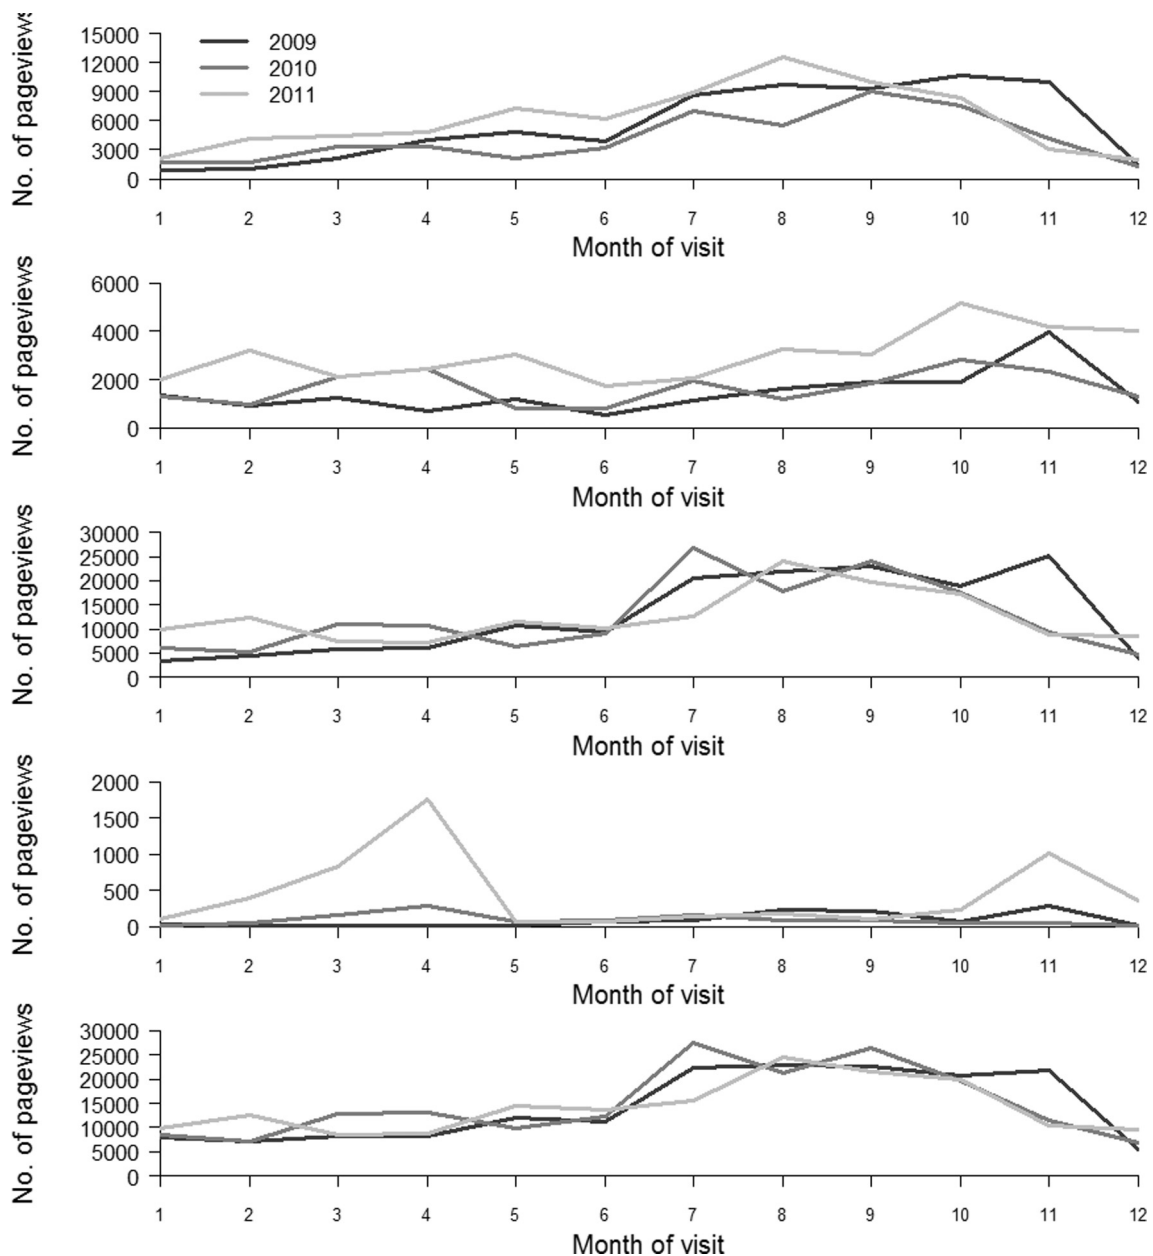 No. of pageviews
15000
12000
9000
6000
3000
0
2009
2010
2011
1 2 3 4 5 6 7 8 9 10 11 12
Month of visit
No. of pageviews
6000
4000
2000
0
1 2 3 4 5 6 7 8 9 10 11 12
Month of visit
No. of pageviews
30000
25000
20000
15000
10000
5000
0
1 2 3 4 5 6 7 8 9 10 11 12
Month of visit
No. of pageviews
2000
1500
1000
500
0
1 2 3 4 5 6 7 8 9 10 11 12
Month of visit
No. of pageviews
30000
25000
20000
15000
10000
5000
0
1 2 3 4 5 6 7 8 9 10 11 12
Month of visit